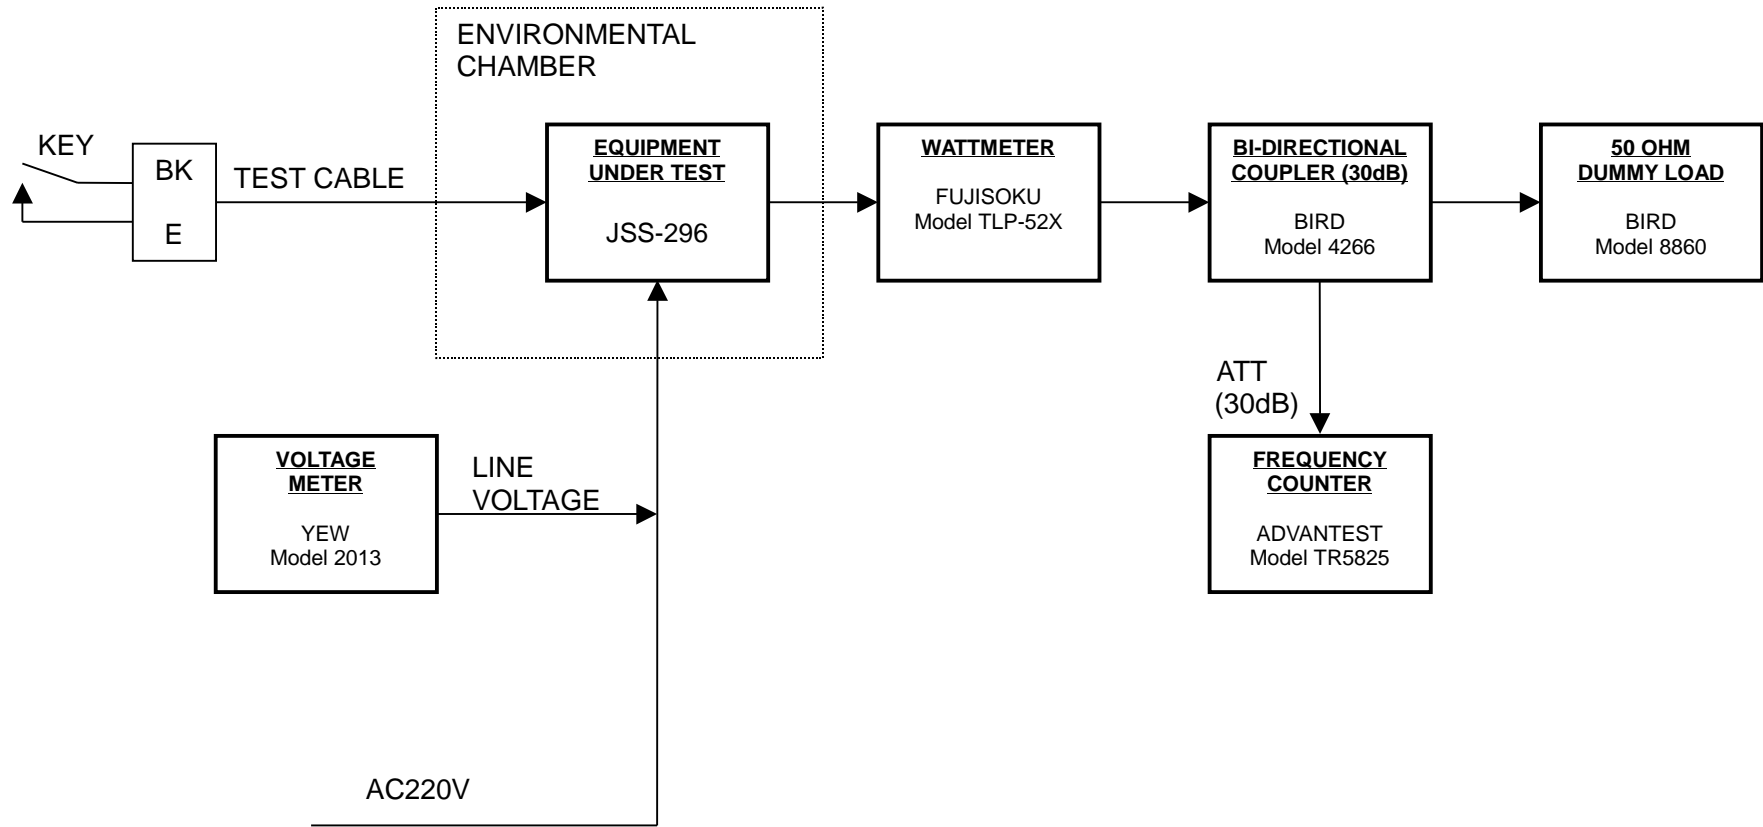 ENVIRONMENTAL
CHAMBER
KEY
BK
E
TEST CABLE
EQUIPMENT
UNDER TEST
JSS-296
WATTMETER
FUJISOKU
Model TLP-52X
BI-DIRECTIONAL
COUPLER (30dB)
BIRD
Model 4266
50 OHM
DUMMY LOAD
BIRD
Model 8860
ATT
(30dB)
VOLTAGE
METER
YEW
Model 2013
LINE
VOLTAGE
FREQUENCY
COUNTER
ADVANTEST
Model TR5825
AC220V